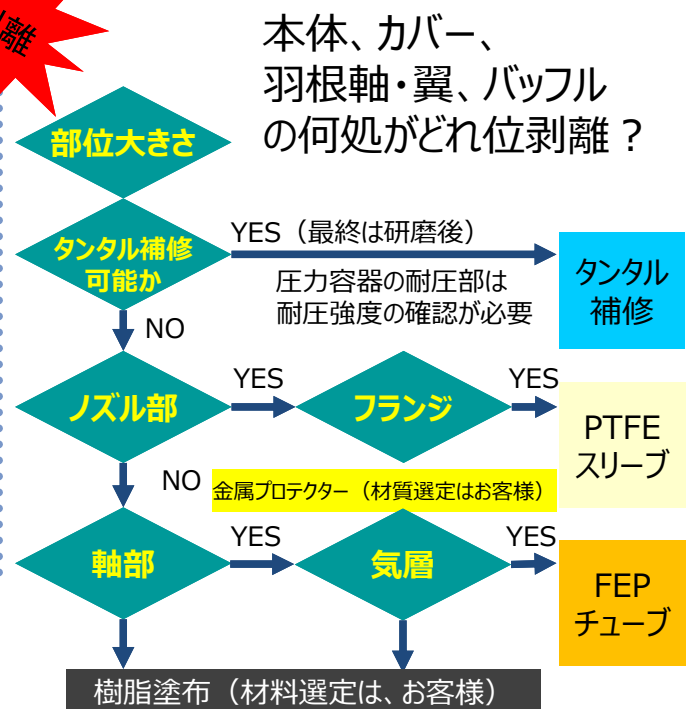 離
本体、カバー、
羽根軸・翼、バッフル
の何処がどれ位剥離？
部位大きさ
タンタル補修
可能か
YES（最終は研磨後）
圧力容器の耐圧部は
耐圧強度の確認が必要
タンタル
補修
NO
ノズル部
YES
フランジ
YES
PTFE
スリーブ
NO
金属プロテクター（材質選定はお客様）
軸部
YES
気層
YES
FEP
チューブ
樹脂塗布（材料選定は、お客様）